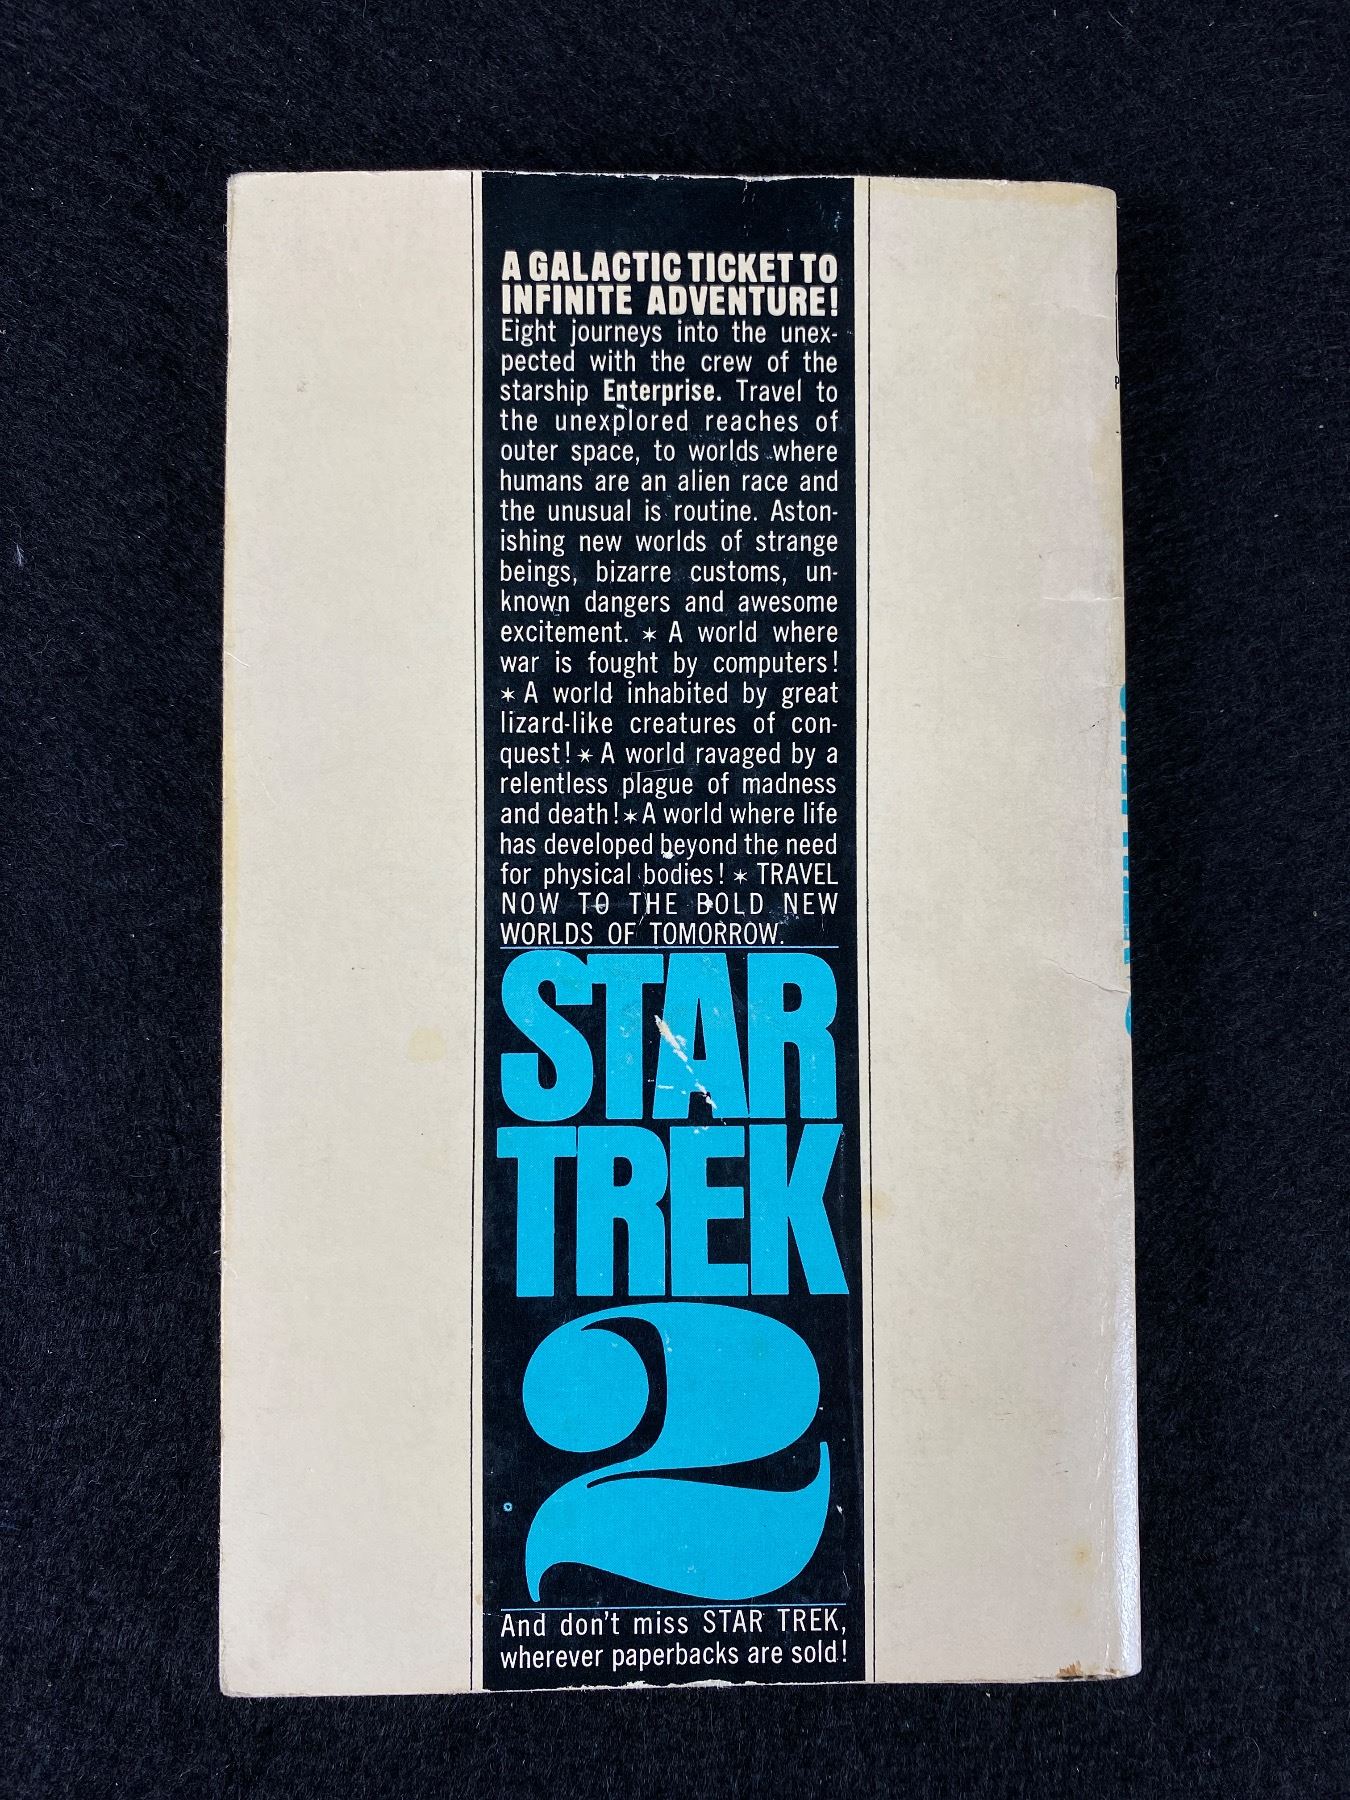 A GALACTIC TICKET TO
INFINITE ADVENTURE!
Eight journeys into the unex-
pected with the crew of the
starship Enterprise. Travel to
the unexplored reaches of
outer space, to worlds where
humans are an alien race and
the unusual is routine. Aston-
ishing new worlds of strange
beings, bizarre customs, un-
known dangers and awesome
excitement. * A world where
war is fought by computers!
* A world inhabited by great
lizard-like creatures of con-
quest! * A world ravaged by a
relentless plague of madness
and death! * A world where life
has developed beyond the need
for physical bodies! * TRAVEL
NOW TO THE BOLD NEW
WORLDS OF TOMORROW.
STAR
TREK
2
And don't miss STAR TREK,
wherever paperbacks are sold!